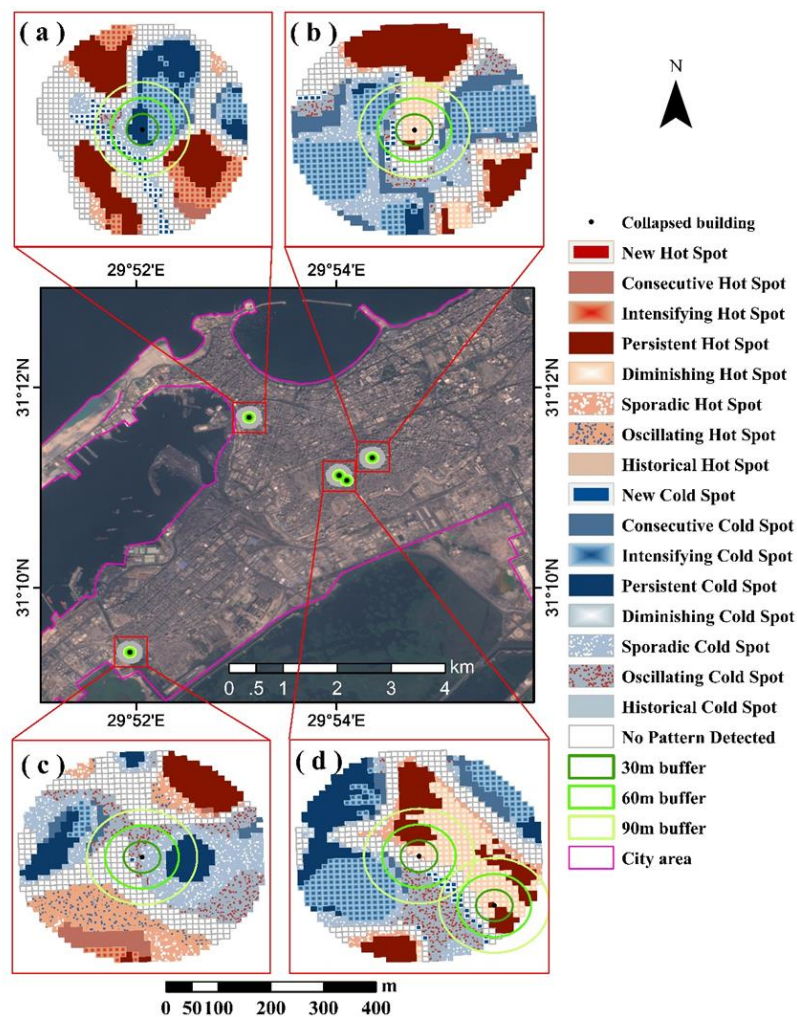 ( a )
( b )
N
29°52'E
29°54'E
31°12'N
31°12'N
31°10'N
31°10'N
km
0 .5 1 2 3 4
29°52'E
29°54'E
( c )
( d )
m
0 50 100 200 300 400
Collapsed building
New Hot Spot
Consecutive Hot Spot
Intensifying Hot Spot
Persistent Hot Spot
Diminishing Hot Spot
Sporadic Hot Spot
Oscillating Hot Spot
Historical Hot Spot
New Cold Spot
Consecutive Cold Spot
Intensifying Cold Spot
Persistent Cold Spot
Diminishing Cold Spot
Sporadic Cold Spot
Oscillating Cold Spot
Historical Cold Spot
No Pattern Detected
30m buffer
60m buffer
90m buffer
City area